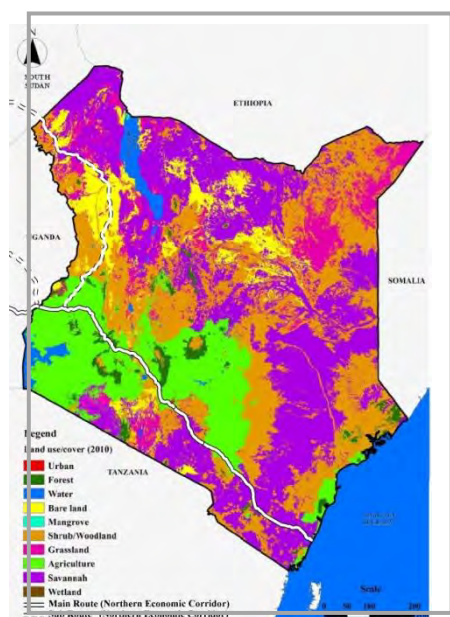 N
SOUTH
SUDAN
ETHIOPIA
GANDA
SOMALIA
TANZANIA
Legend
Land use/cover (2010)
Urban
Forest
Water
Bare land
Mangrove
Shrub/Woodland
Grassland
Agriculture
Savannah
Wetland
Main Route (Northern Economic Corridor)
Scale
0 50 100 200